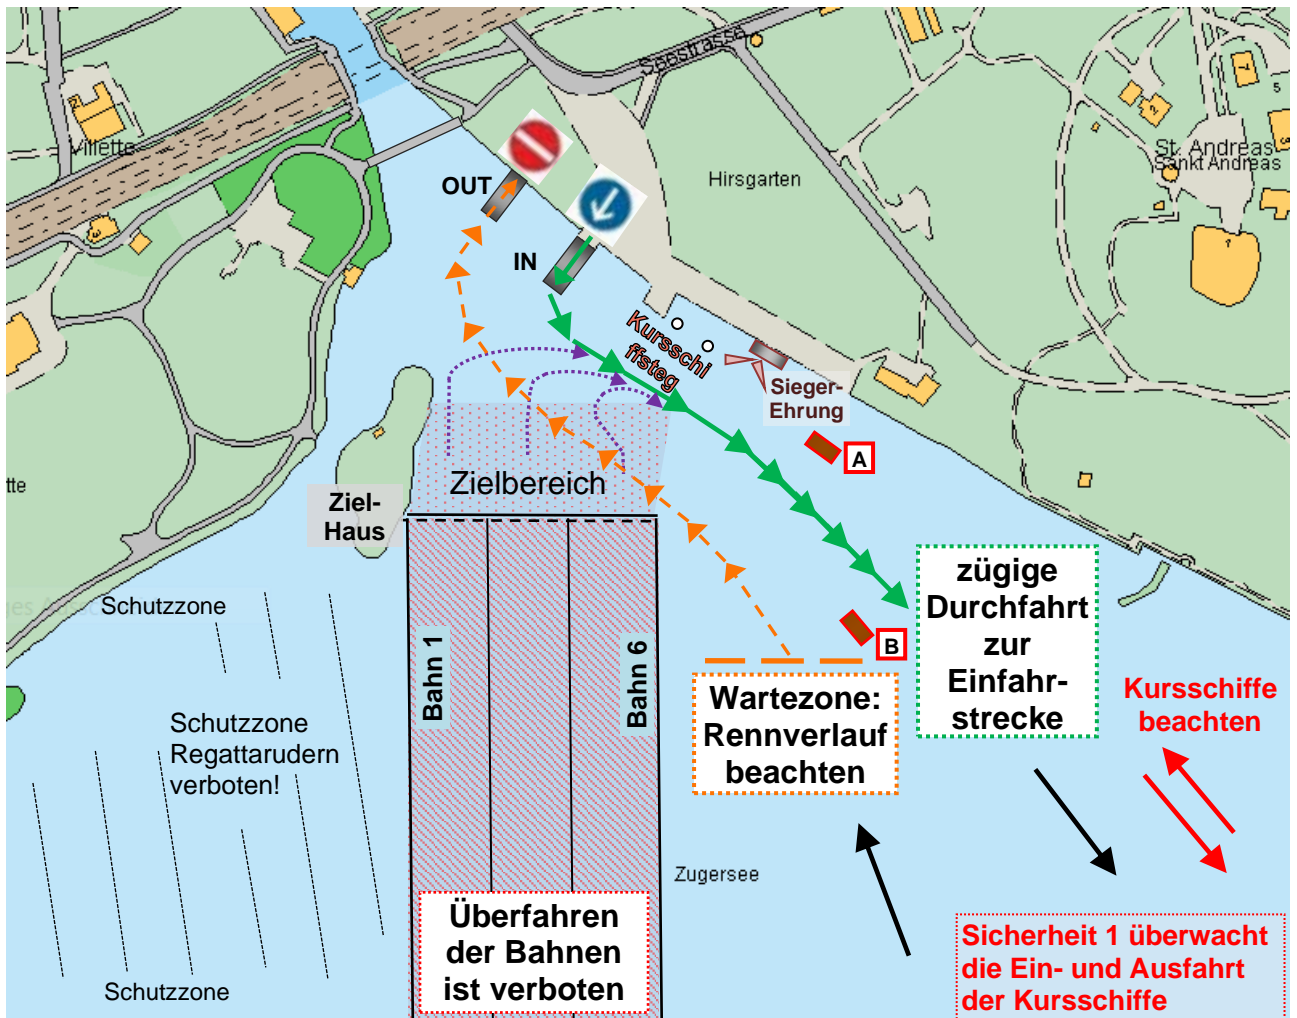 Seestrasse
Villette
St. Andreas
Sankt Andreas
OUT
Hirsgarten
IN
Kursschi
ffsteg
Sieger-
Ehrung
A
Zielbereich
tte
Ziel-
Haus
zügige
Durchfahrt
zur
Einfahr-
strecke
Schutzzone
B
Bahn 1
Bahn 6
Wartezone:
Rennverlauf
beachten
Kursschiffe
beachten
Schutzzone
Regattarudern
verboten!
Zugersee
Überfahren
der Bahnen
ist verboten
Sicherheit 1 überwacht
die Ein- und Ausfahrt
der Kursschiffe
Schutzzone